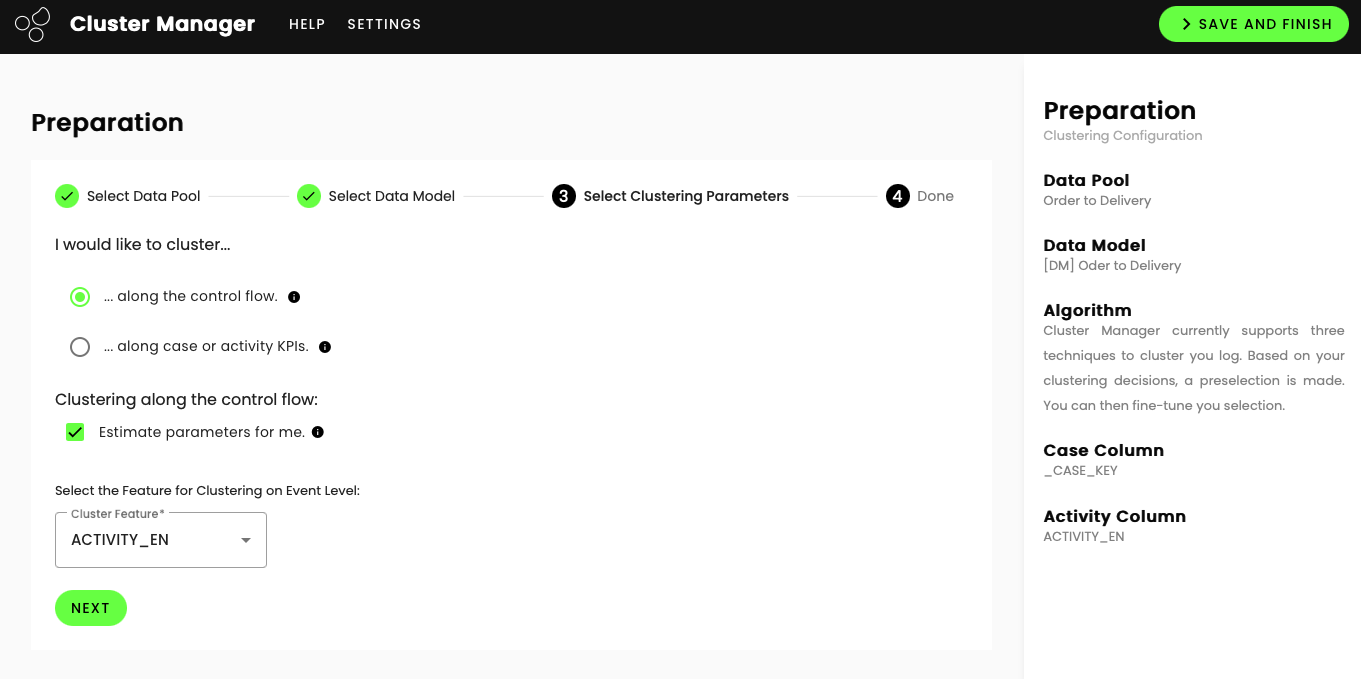 Cluster Manager HELP SETTINGS SAVE AND FINISH
Preparation
Select Data Pool Select Data Model 3 Select Clustering Parameters 4 Done
I would like to cluster...
... along the control flow.
... along case or activity KPIs.
Clustering along the control flow:
Estimate parameters for me.
Select the Feature for Clustering on Event Level:
Cluster Feature*
ACTIVITY_EN
NEXT
Preparation
Clustering Configuration
Data Pool
Order to Delivery
Data Model
[DM] Oder to Delivery
Algorithm
Cluster Manager currently supports three
techniques to cluster you log. Based on your
clustering decisions, a preselection is made.
You can then fine-tune you selection.
Case Column
_CASE_KEY
Activity Column
ACTIVITY_EN